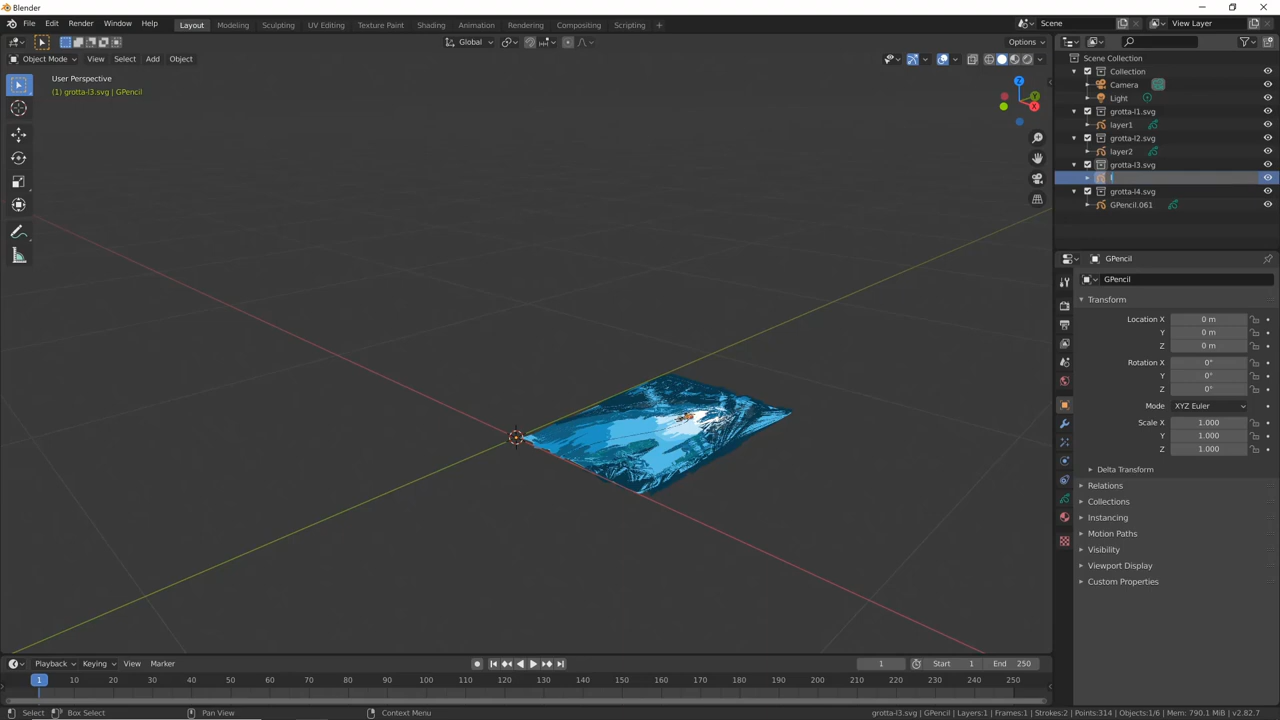 Blender
File Edit Render Window Help
Layout Modeling Sculpting UV Editing Texture Paint Shading Animation Rendering Compositing Scripting +
Scene
View Layer
Global
Options
Object Mode View Select Add Object
User Perspective
(1) grotta-l3.svg | GPencil
Z
Y
X
Scene Collection
Collection
Camera
Light
grotta-l1.svg
layer1
grotta-l2.svg
layer2
grotta-l3.svg
l
grotta-l4.svg
GPencil.061
GPencil
GPencil
Transform
Location X 0 m
Y 0 m
Z 0 m
Rotation X 0°
Y 0°
Z 0°
Mode XYZ Euler
Scale X 1.000
Y 1.000
Z 1.000
Delta Transform
Relations
Collections
Instancing
Motion Paths
Visibility
Viewport Display
Custom Properties
Playback Keying View Marker
1
Start 1
End 250
1 10 20 30 40 50 60 70 80 90 100 110 120 130 140 150 160 170 180 190 200 210 220 230 240 250
Select Box Select Pan View Context Menu
grotta-l3.svg | GPencil | Layers:1 | Frames:1 | Strokes:2 | Points:314 | Objects:1/6 | Mem: 790.1 MiB | v2.82.7